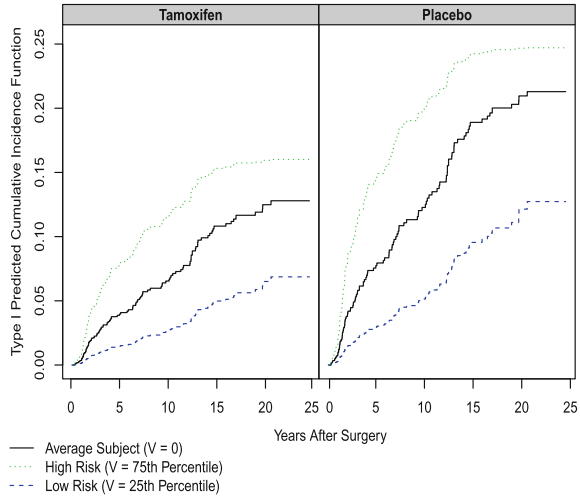 Tamoxifen
Placebo
Type I Predicted Cumulative Incidence Function
0.25
0.20
0.15
0.10
0.05
0.00
0 5 10 15 20 25 0 5 10 15 20 25
Years After Surgery
Average Subject (V = 0)
High Risk (V = 75th Percentile)
Low Risk (V = 25th Percentile)